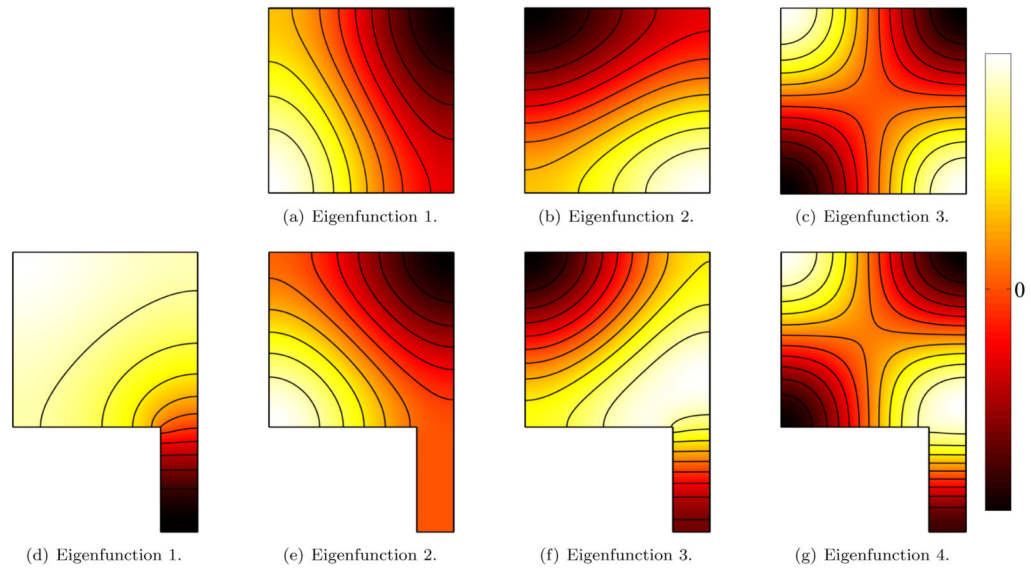 (a) Eigenfunction 1.
(b) Eigenfunction 2.
(c) Eigenfunction 3.
0
(d) Eigenfunction 1.
(e) Eigenfunction 2.
(f) Eigenfunction 3.
(g) Eigenfunction 4.